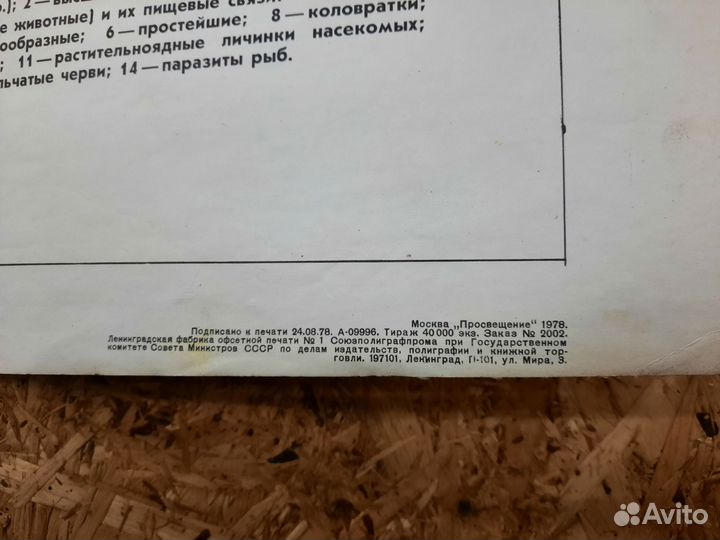 .); 2—высш
е животные) и их пищевые связи.
ообразные; 6—простейшие; 8—коловратки;
; 11—растительноядные личинки насекомых;
льчатые черви; 14—паразиты рыб.
Москва „Просвещение" 1978.
Подписано к печати 24.08.78. А-09996. Тираж 40 000 экз. Заказ № 2002.
Ленинградская фабрика офсетной печати № 1 Союзполиграфпрома при Государственном
комитете Совета Министров СССР по делам издательств, полиграфии и книжной тор-
говли. 197101, Ленинград, П-101, ул. Мира, 3.
Avito